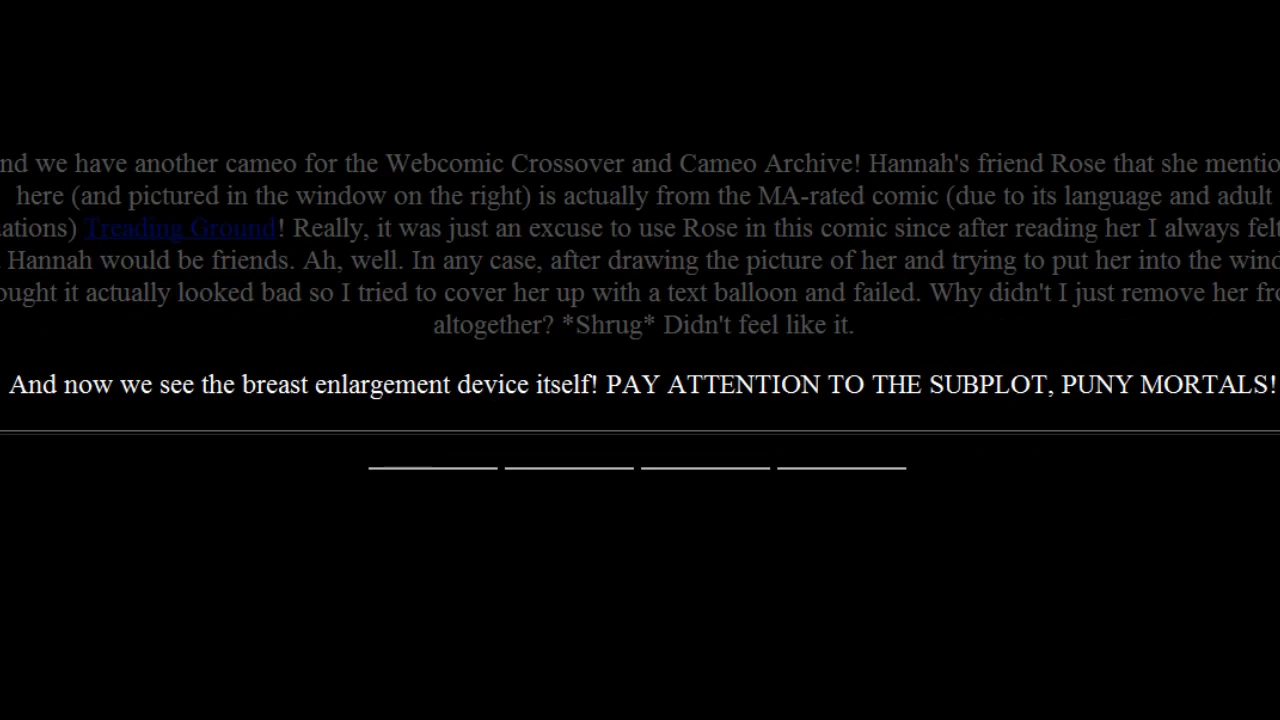 nd we have another cameo for the Webcomic Crossover and Cameo Archive! Hannah's friend Rose that she mentio
here (and pictured in the window on the right) is actually from the MA-rated comic (due to its language and adult
ations) Treading Ground! Really, it was just an excuse to use Rose in this comic since after reading her I always felt
Hannah would be friends. Ah, well. In any case, after drawing the picture of her and trying to put her into the wind
ought it actually looked bad so I tried to cover her up with a text balloon and failed. Why didn't I just remove her fro
altogether? *Shrug* Didn't feel like it.
And now we see the breast enlargement device itself! PAY ATTENTION TO THE SUBPLOT, PUNY MORTALS!